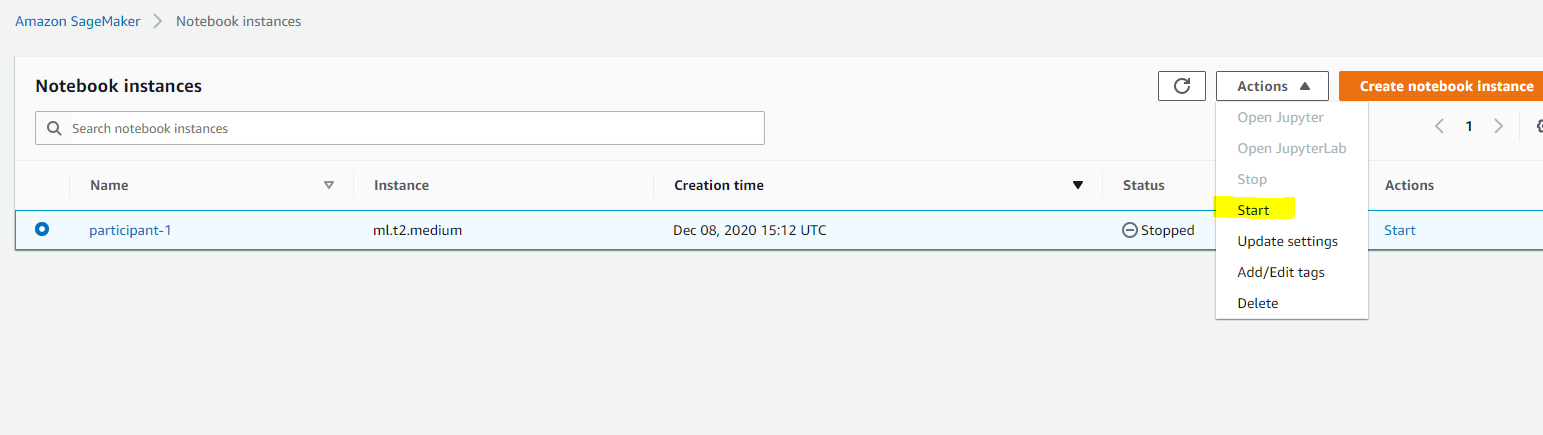 Amazon SageMaker > Notebook instances
Notebook instances
Actions
Create notebook instance
Search notebook instances
Open Jupyter
1
Open JupyterLab
Stop
Name Instance Creation time Status Actions
Start
participant-1 ml.t2.medium Dec 08, 2020 15:12 UTC Stopped Start
Update settings
Add/Edit tags
Delete